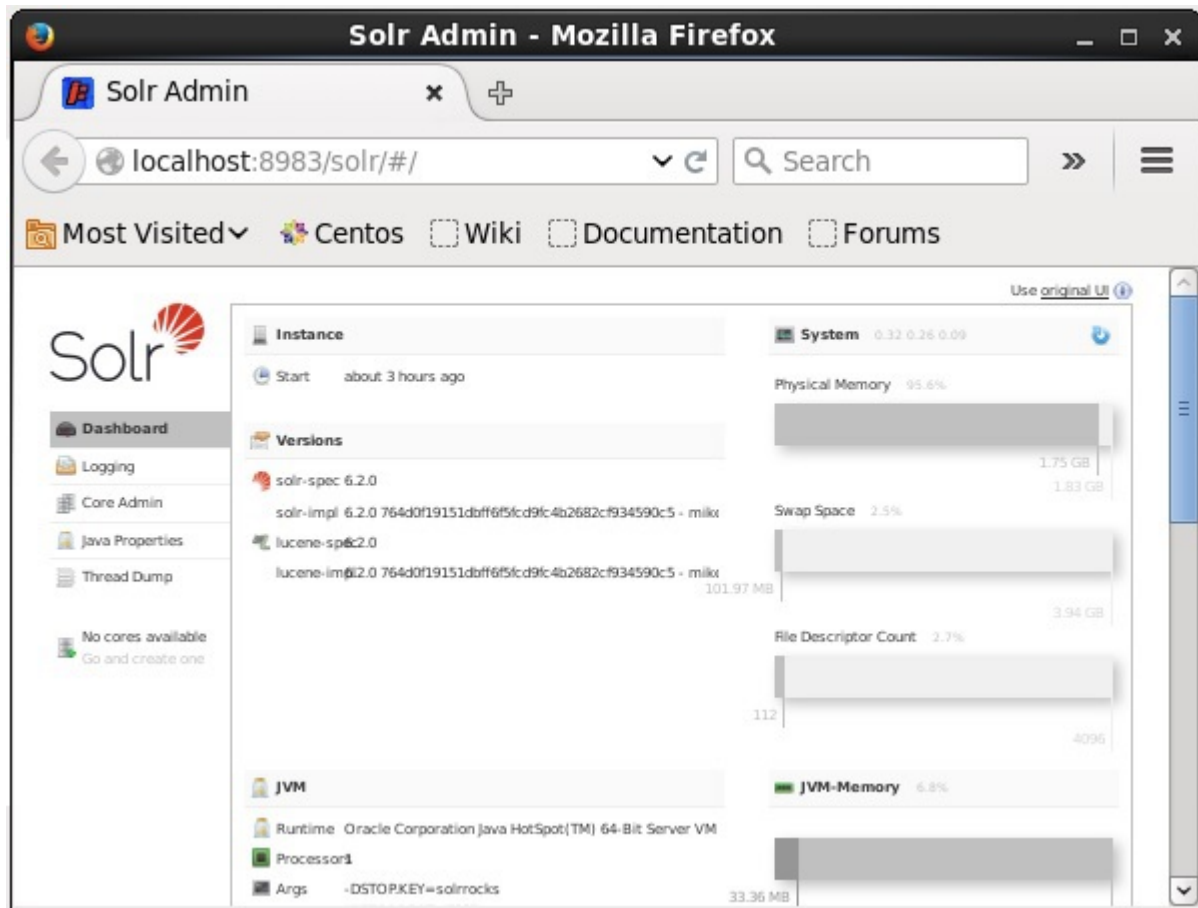 Solr Admin - Mozilla Firefox
Solr Admin
localhost:8983/solr/#/
Search
Most Visited Centos Wiki Documentation Forums
Use original UI
Solr
Dashboard
Logging
Core Admin
Java Properties
Thread Dump
No cores available
Go and create one
Instance
Start about 3 hours ago
Versions
solr-spec 6.2.0
solr-impl 6.2.0 764d0f19151dbff6f5fcd9fc4b2682cf934590c5 - mike
lucene-spec 6.2.0
lucene-impl 6.2.0 764d0f19151dbff6f5fcd9fc4b2682cf934590c5 - mike
JVM
Runtime Oracle Corporation Java HotSpot(TM) 64-Bit Server VM
Processors 1
Args -DSTOP.KEY=solrrocks
System 0.32 0.26 0.09
Physical Memory 95.6%
1.75 GB
1.83 GB
Swap Space 2.5%
101.97 MB
3.94 GB
File Descriptor Count 2.7%
112
4096
JVM-Memory 6.8%
33.36 MB